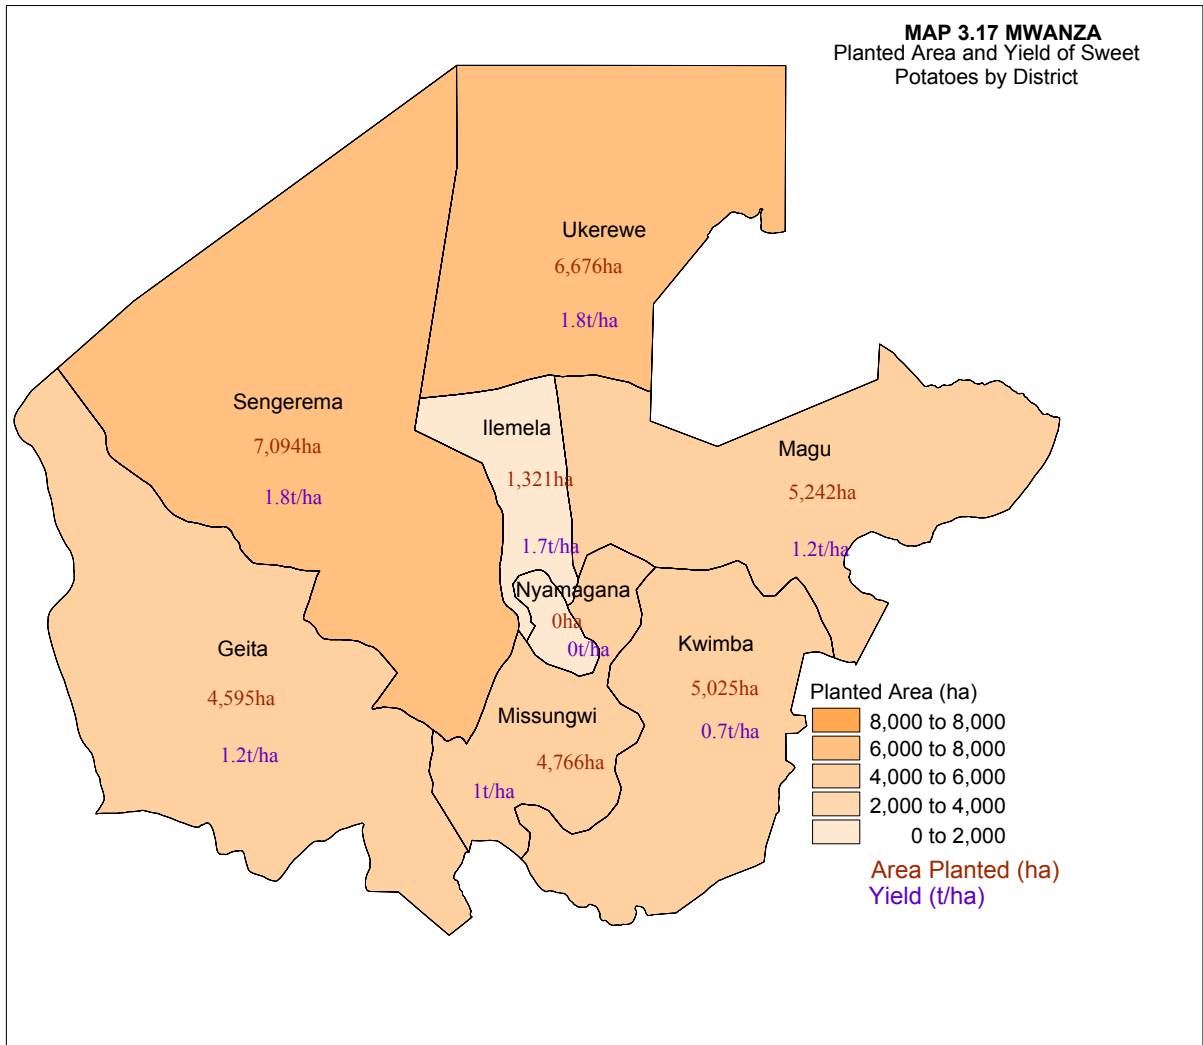 MAP 3.17 MWANZA
Planted Area and Yield of Sweet
Potatoes by District
Ukerewe
6,676ha
1.8t/ha
Sengerema
7,094ha
1.8t/ha
Ilemela
1,321ha
1.7t/ha
Magu
5,242ha
1.2t/ha
Nyamagana
0ha
0t/ha
Geita
4,595ha
1.2t/ha
Kwimba
5,025ha
0.7t/ha
Missungwi
4,766ha
1t/ha
Planted Area (ha)
8,000 to 8,000
6,000 to 8,000
4,000 to 6,000
2,000 to 4,000
0 to 2,000
Area Planted (ha)
Yield (t/ha)